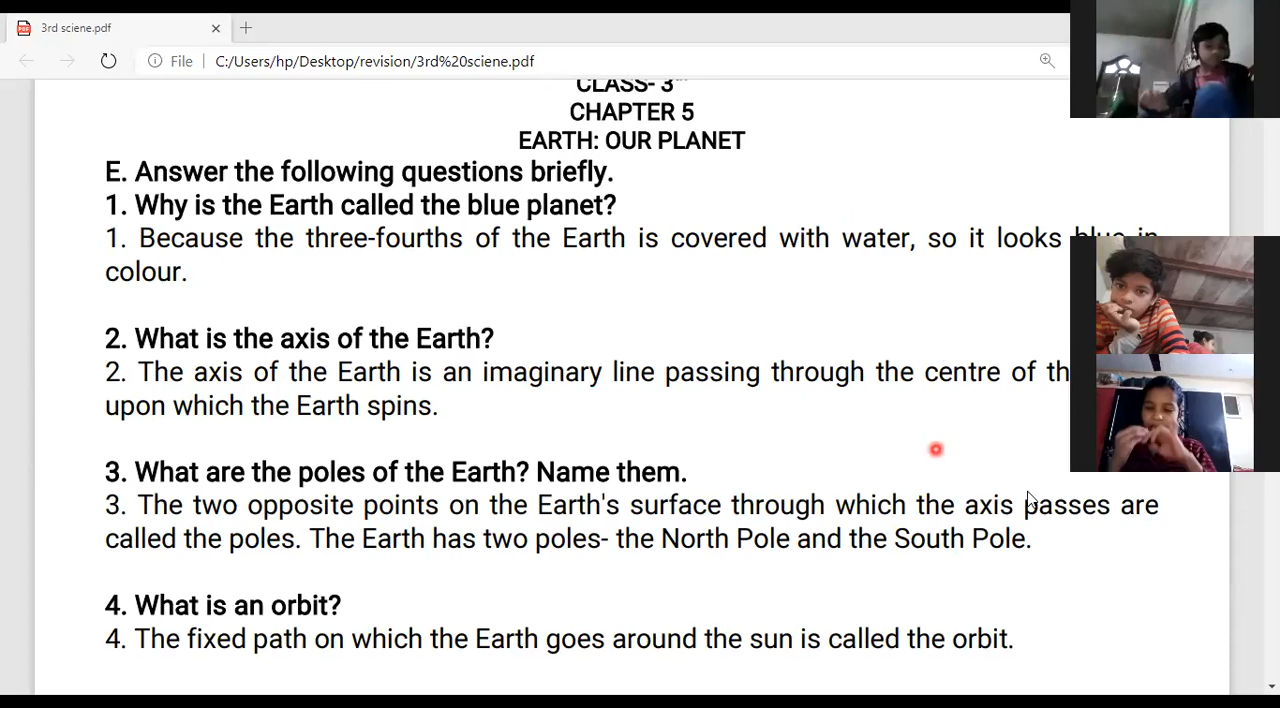 3rd sciene.pdf
File
C:/Users/hp/Desktop/revision/3rd%20sciene.pdf
CLASS- 3
CHAPTER 5
EARTH: OUR PLANET
E. Answer the following questions briefly.
1. Why is the Earth called the blue planet?
1. Because the three-fourths of the Earth is covered with water, so it looks blue in
colour.
2. What is the axis of the Earth?
2. The axis of the Earth is an imaginary line passing through the centre of
upon which the Earth spins.
3. What are the poles of the Earth? Name them.
3. The two opposite points on the Earth's surface through which the axis passes are
called the poles. The Earth has two poles- the North Pole and the South Pole.
4. What is an orbit?
4. The fixed path on which the Earth goes around the sun is called the orbit.